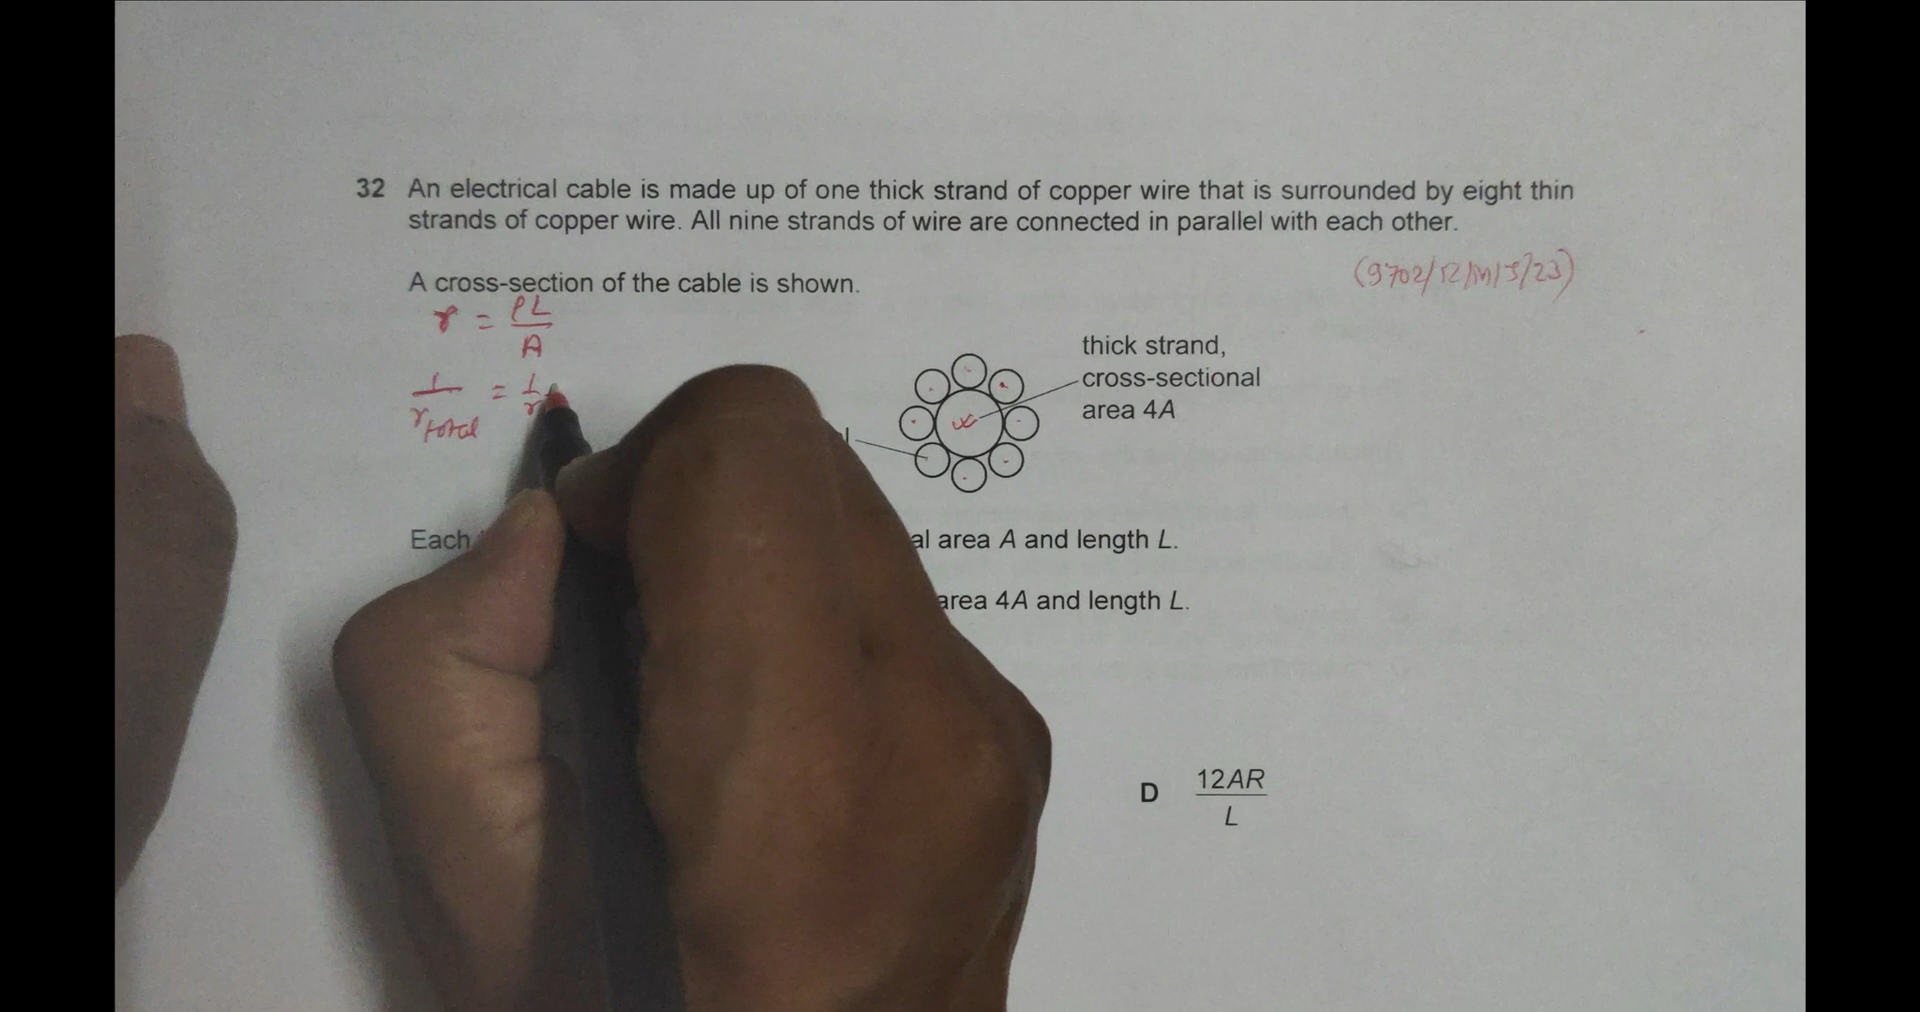 32 An electrical cable is made up of one thick strand of copper wire that is surrounded by eight thin
strands of copper wire. All nine strands of wire are connected in parallel with each other.
(9702/12/M/J/23)
A cross-section of the cable is shown.
r = ρL/A
1/r total = 1/r
thick strand,
cross-sectional
area 4A
Each
al area A and length L.
area 4A and length L.
D 12AR/L